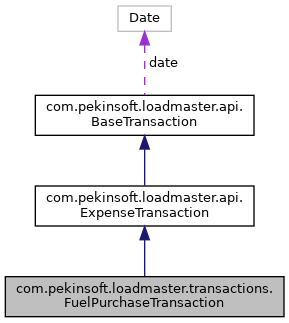 Date
date
com.pekinsoft.loadmaster.api.
BaseTransaction
com.pekinsoft.loadmaster.api.
ExpenseTransaction
com.pekinsoft.loadmaster.transactions.
FuelPurchaseTransaction